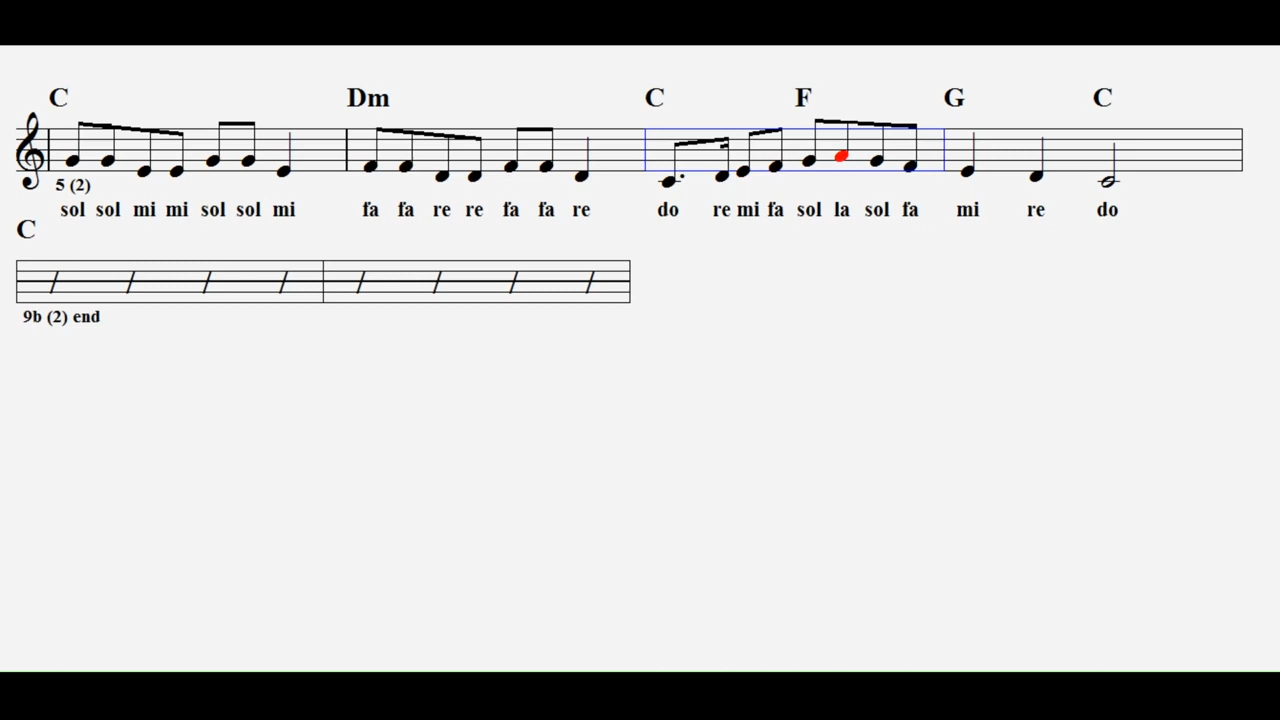 C Dm C F G C
5 (2)
sol sol mi mi sol sol mi fa fa re re fa fa re do re mi fa sol la sol fa mi re do
C
9b (2) end